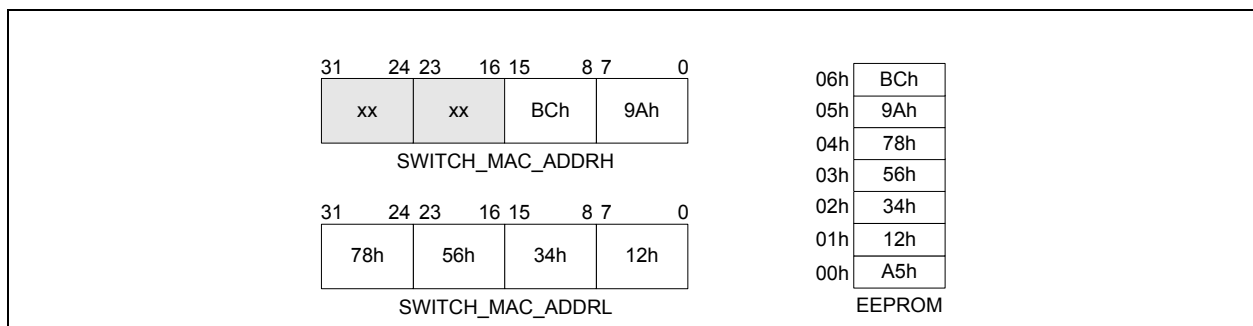 31 24 23 16 15 8 7 0
xx xx BCh 9Ah
SWITCH_MAC_ADDRH
31 24 23 16 15 8 7 0
78h 56h 34h 12h
SWITCH_MAC_ADDRL
06h BCh
05h 9Ah
04h 78h
03h 56h
02h 34h
01h 12h
00h A5h
EEPROM